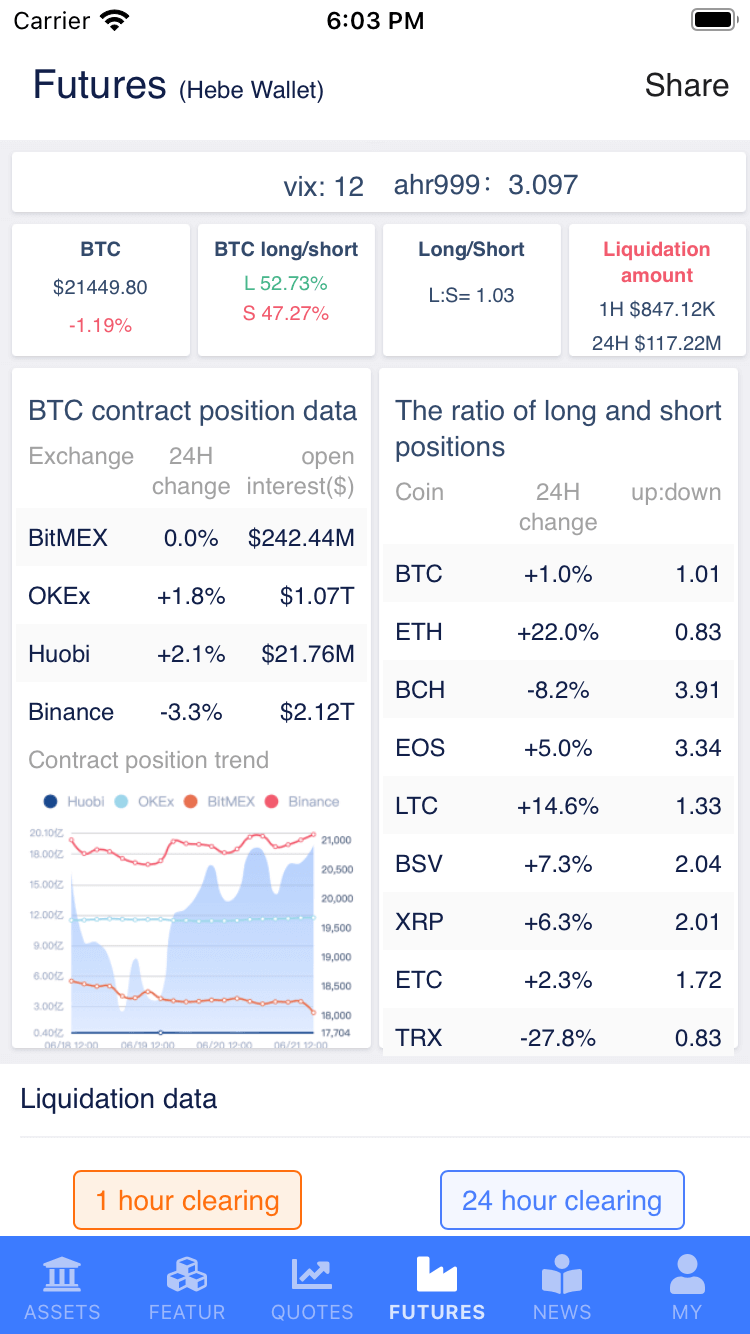 Carrier 6:03 PM
Futures (Hebe Wallet) Share
vix: 12 ahr999：3.097
BTC
$21449.80
-1.19%
BTC long/short
L 52.73%
S 47.27%
Long/Short
L:S= 1.03
Liquidation
amount
1H $847.12K
24H $117.22M
BTC contract position data
Exchange 24H open
change interest($)
BitMEX 0.0% $242.44M
OKEx +1.8% $1.07T
Huobi +2.1% $21.76M
Binance -3.3% $2.12T
Contract position trend
Huobi OKEx BitMEX Binance
20.10亿
18.00亿
15.00亿
12.00亿
9.00亿
6.00亿
3.00亿
0.40亿
21,000
20,500
20,000
19,500
19,000
18,500
18,000
17,704
06/18 12:00 06/19 12:00 06/20 12:00 06/21 12:00
The ratio of long and short
positions
Coin 24H up:down
change
BTC +1.0% 1.01
ETH +22.0% 0.83
BCH -8.2% 3.91
EOS +5.0% 3.34
LTC +14.6% 1.33
BSV +7.3% 2.04
XRP +6.3% 2.01
ETC +2.3% 1.72
TRX -27.8% 0.83
Liquidation data
1 hour clearing 24 hour clearing
ASSETS FEATUR QUOTES FUTURES NEWS MY